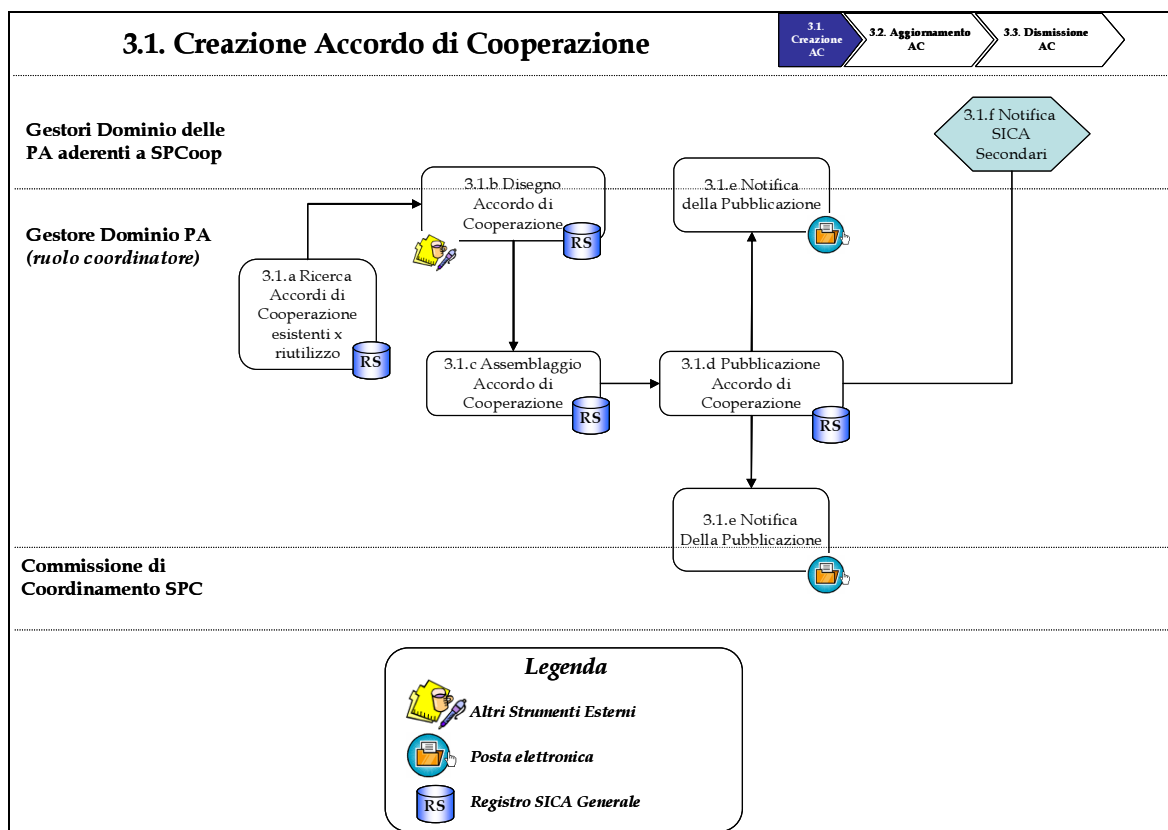 3.1. Creazione Accordo di Cooperazione
3.1.
Creazione
AC
3.2. Aggiornamento
AC
3.3. Dismissione
AC
Gestori Dominio delle
PA aderenti a SPCoop
3.1.f Notifica
SICA
Secondari
3.1.b Disegno
Accordo di
Cooperazione
RS
3.1.e Notifica
della Pubblicazione
Gestore Dominio PA
(ruolo coordinatore)
3.1.a Ricerca
Accordi di
Cooperazione
esistenti x
riutilizzo
RS
3.1.c Assemblaggio
Accordo di
Cooperazione
RS
3.1.d Pubblicazione
Accordo di
Cooperazione
RS
3.1.e Notifica
Della Pubblicazione
Commissione di
Coordinamento SPC
Legenda
Altri Strumenti Esterni
Posta elettronica
RS
Registro SICA Generale